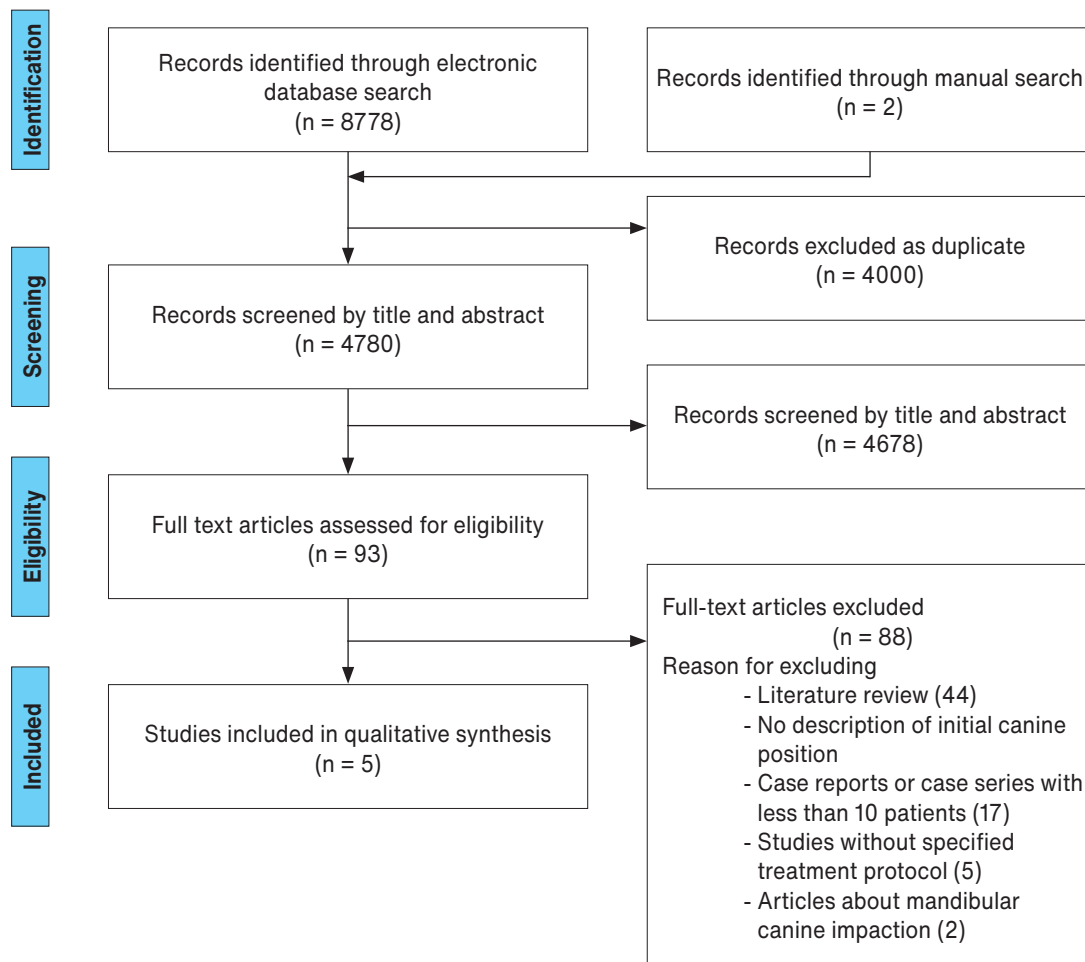 Identification
Records identified through electronic
database search
(n = 8778)
Records identified through manual search
(n = 2)
Records excluded as duplicate
(n = 4000)
Screening
Records screened by title and abstract
(n = 4780)
Records screened by title and abstract
(n = 4678)
Eligibility
Full text articles assessed for eligibility
(n = 93)
Full-text articles excluded
(n = 88)
Reason for excluding
- Literature review (44)
- No description of initial canine
position
- Case reports or case series with
less than 10 patients (17)
- Studies without specified
treatment protocol (5)
- Articles about mandibular
canine impaction (2)
Included
Studies included in qualitative synthesis
(n = 5)